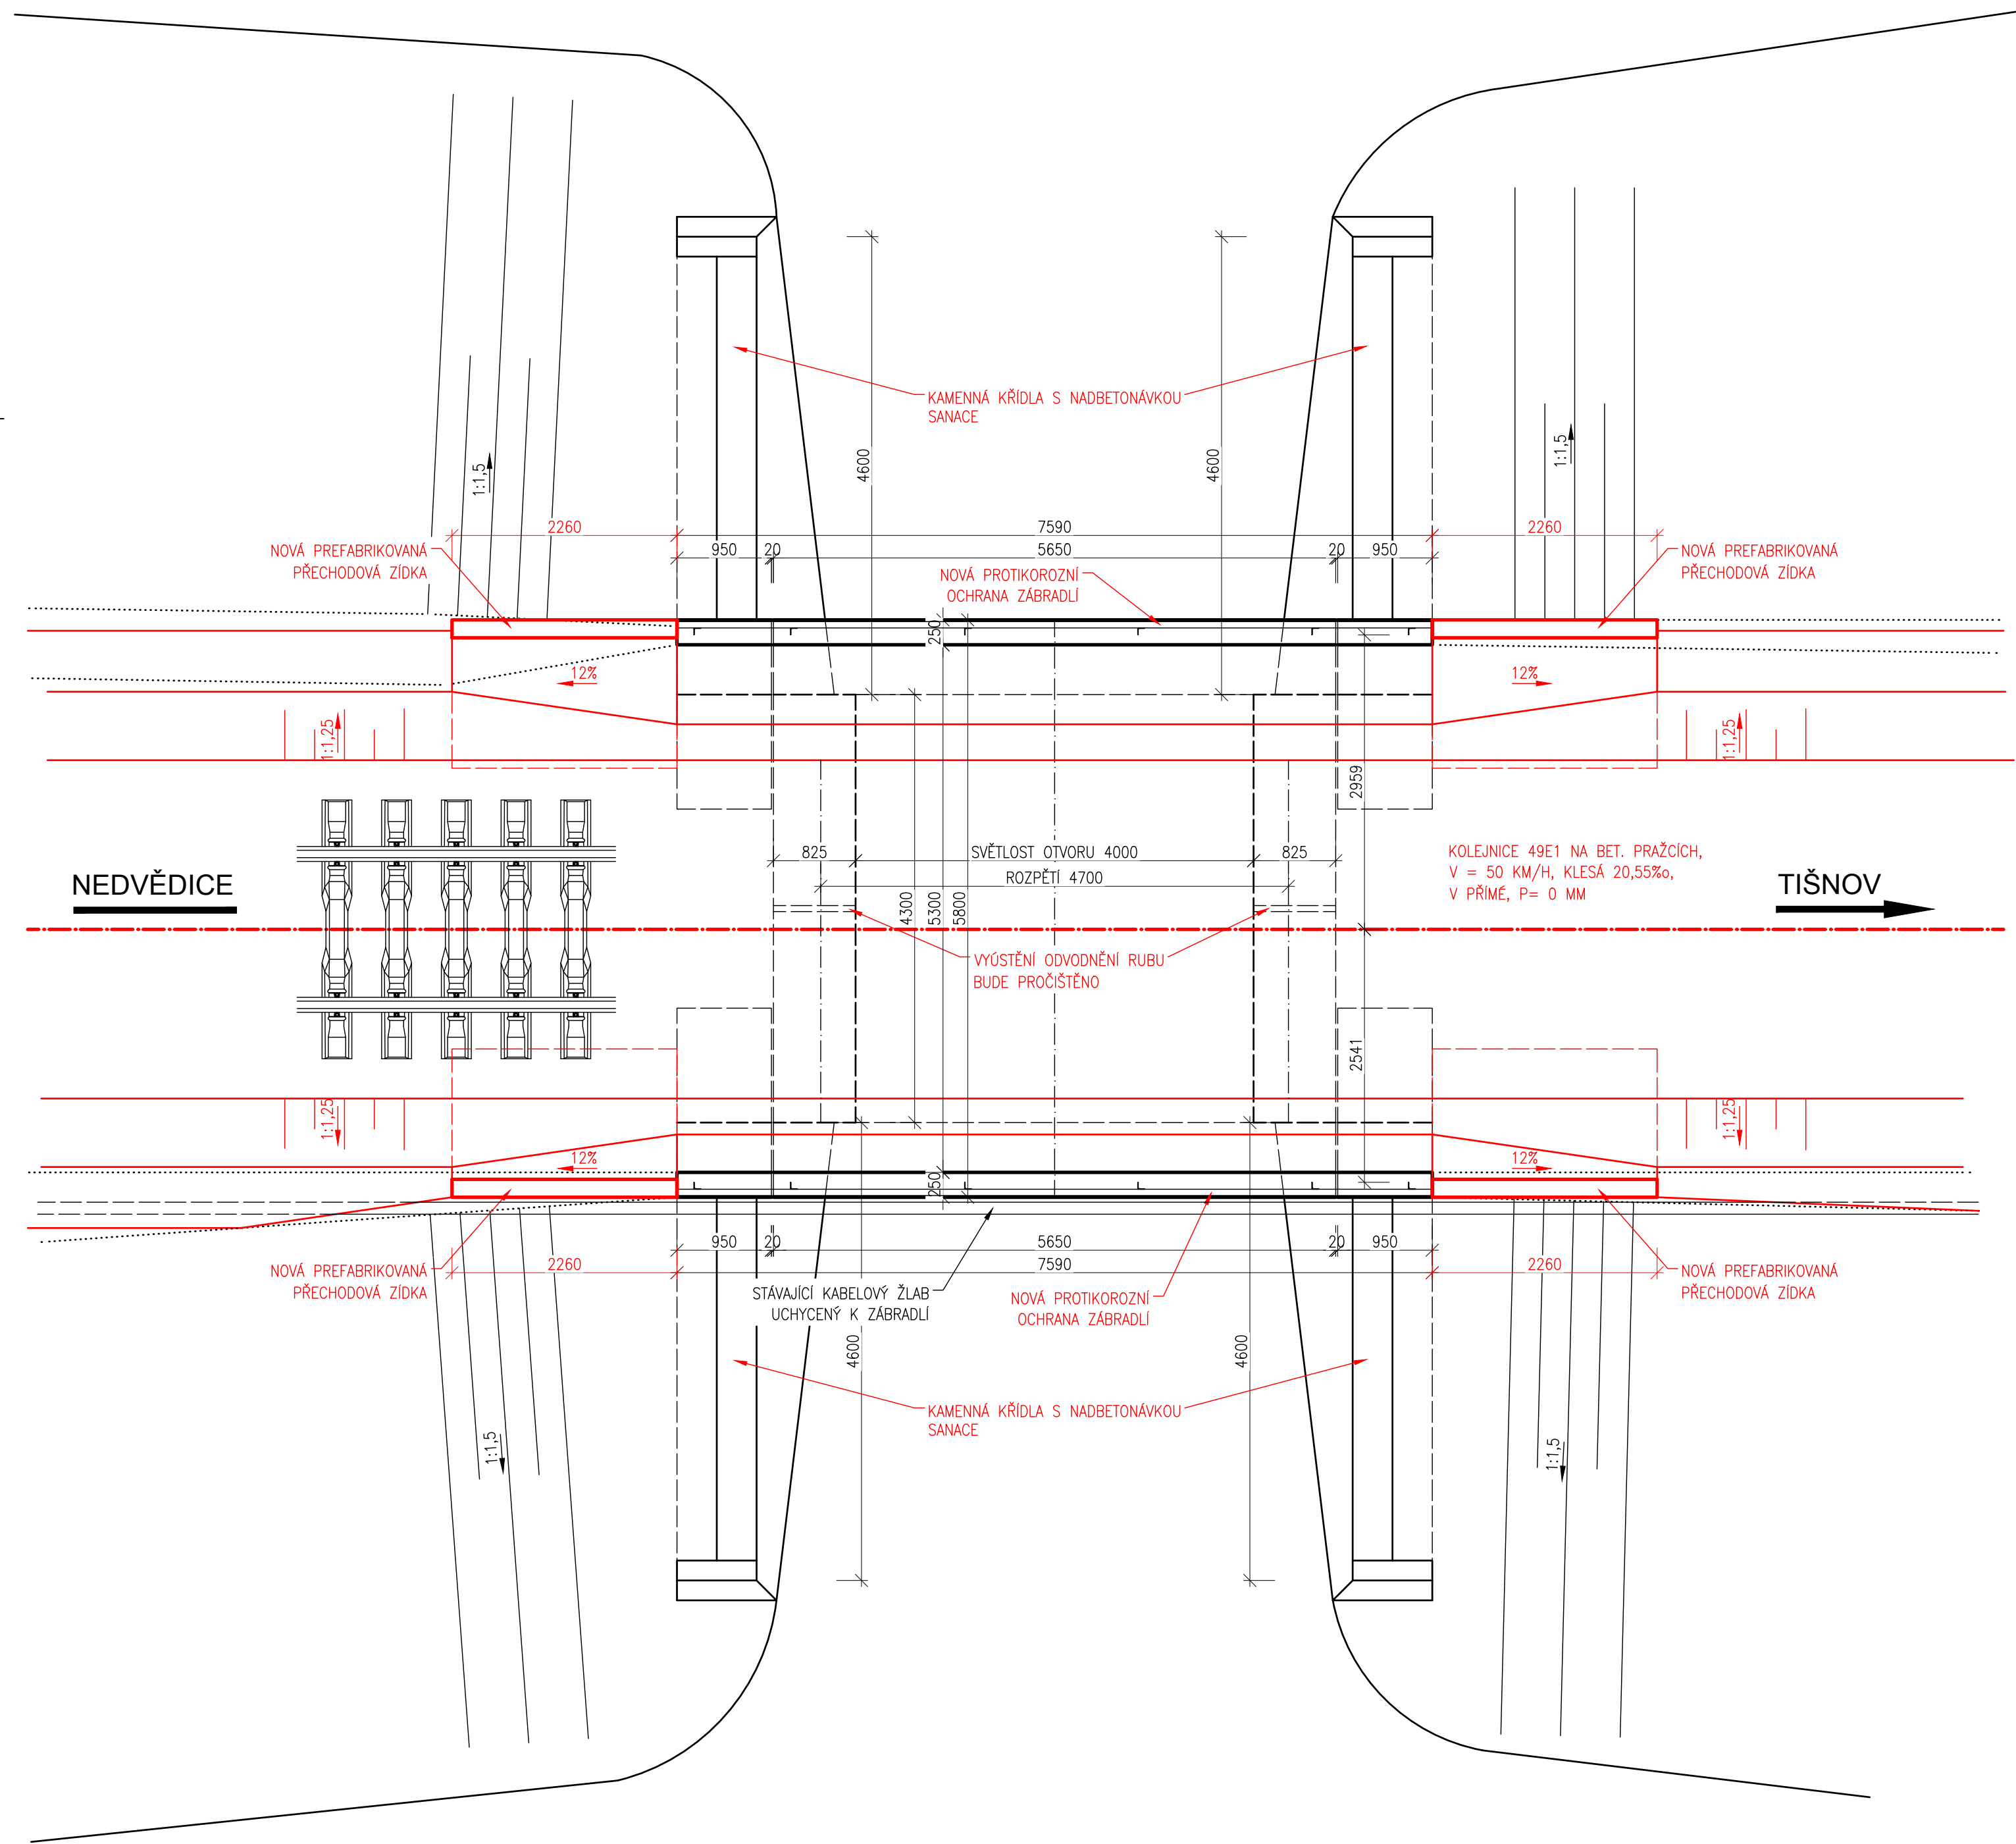 KAMENNÁ KŘÍDLA S NADBETONÁVKOU
SANACE
4600
4600
1:1,5
1:1,5
2260
7590
2260
950
20
5650
20
950
NOVÁ PREFABRIKOVANÁ
PŘECHODOVÁ ZÍDKA
NOVÁ PROTIKOROZNÍ
OCHRANA ZÁBRADLÍ
NOVÁ PREFABRIKOVANÁ
PŘECHODOVÁ ZÍDKA
250
12%
12%
1:1,25
1:1,25
2959
825
SVĚTLOST OTVORU 4000
825
ROZPĚTÍ 4700
KOLEJNICE 49E1 NA BET. PRAŽCÍCH,
V = 50 KM/H, KLESÁ 20,55‰,
V PŘÍMÉ, P= 0 MM
NEDVĚDICE
TIŠNOV
4300
5300
5800
VYÚSTĚNÍ ODVODNĚNÍ RUBU
BUDE PROČIŠTĚNO
2541
1:1,25
1:1,25
12%
12%
250
950
20
5650
20
950
2260
7590
2260
NOVÁ PREFABRIKOVANÁ
PŘECHODOVÁ ZÍDKA
STÁVAJÍCÍ KABELOVÝ ŽLAB
UCHYCENÝ K ZÁBRADLÍ
NOVÁ PROTIKOROZNÍ
OCHRANA ZÁBRADLÍ
NOVÁ PREFABRIKOVANÁ
PŘECHODOVÁ ZÍDKA
4600
4600
KAMENNÁ KŘÍDLA S NADBETONÁVKOU
SANACE
1:1,5
1:1,5